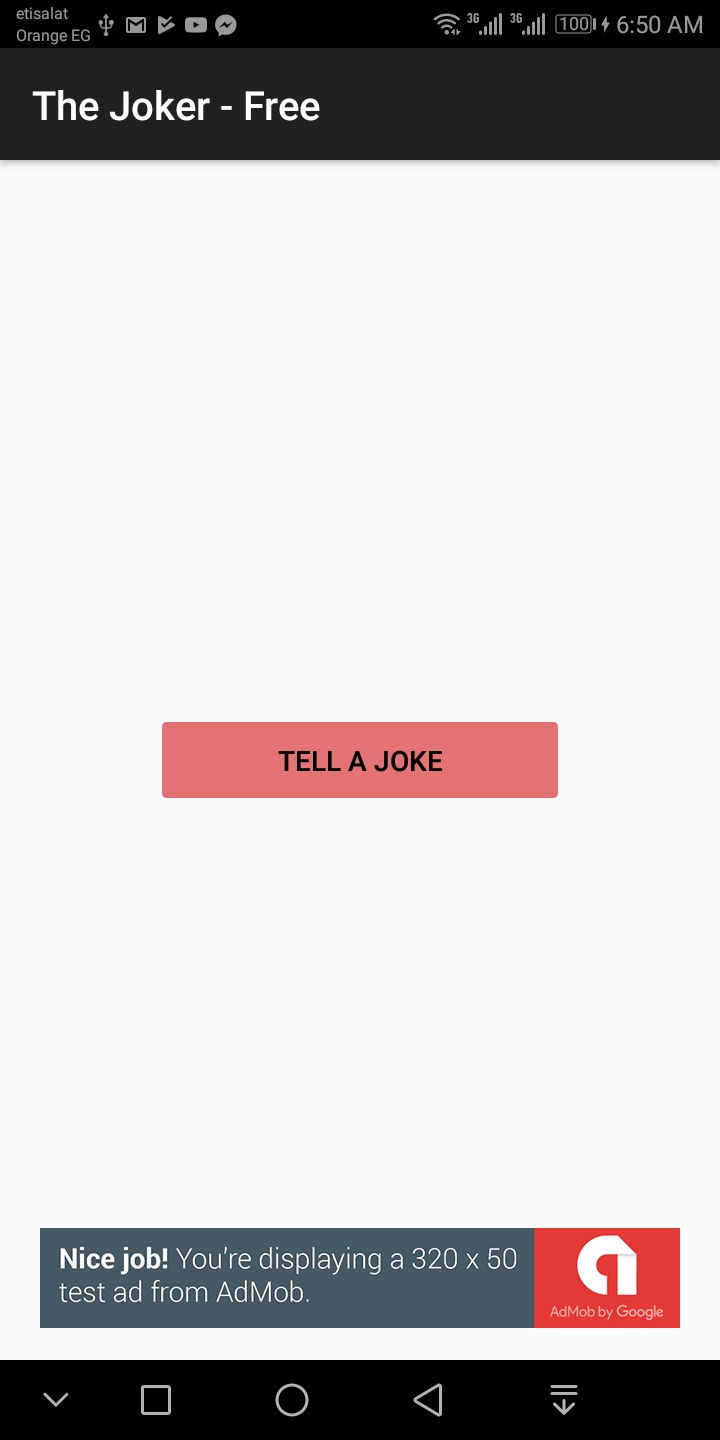 etisalat
Orange EG
3G 3G 100 6:50 AM
The Joker - Free
TELL A JOKE
Nice job! You're displaying a 320 x 50
test ad from AdMob.
AdMob by Google